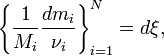 \left\{ \frac{1}{M_i} \frac{dm_i}{\nu_i} \right\}_{i=1}^{N} = d\xi,